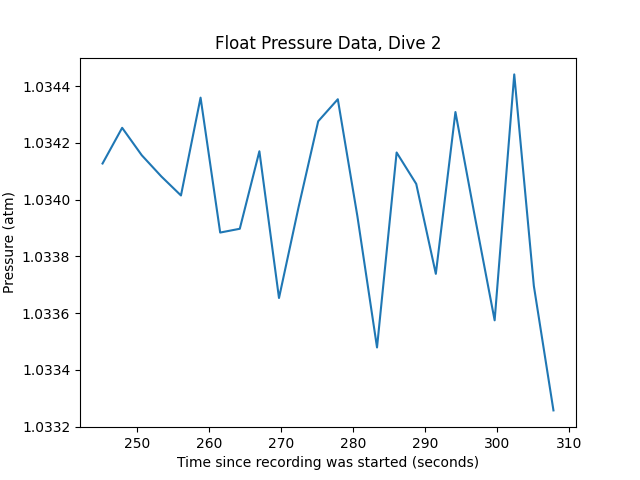 Float Pressure Data, Dive 2
Pressure (atm)
1.0344
1.0342
1.0340
1.0338
1.0336
1.0334
1.0332
250 260 270 280 290 300 310
Time since recording was started (seconds)